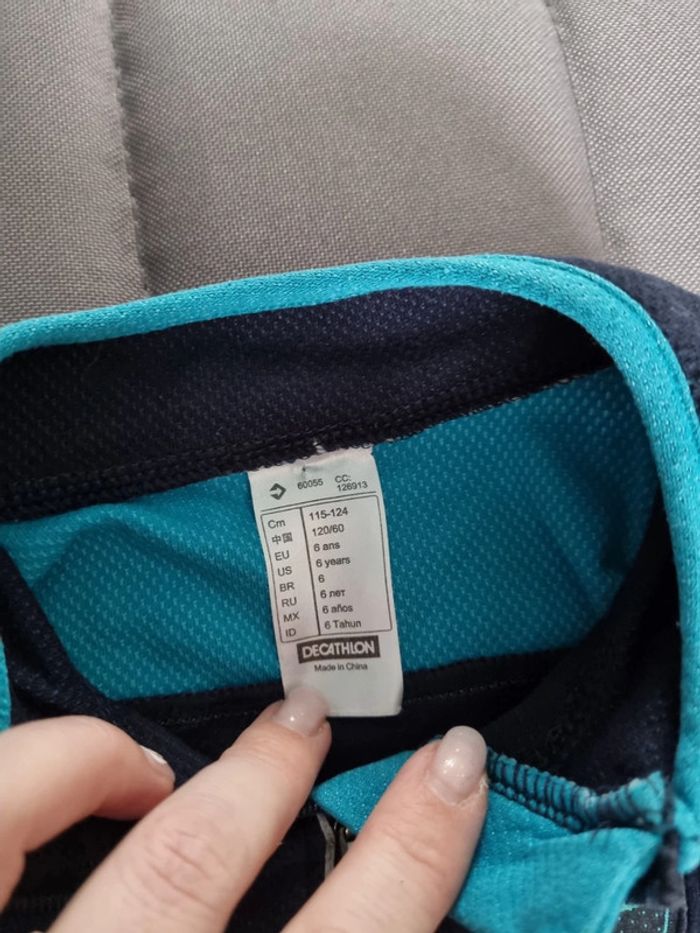 60055 CC: 126913
Cm 115-124
中国 120/60
EU 6 ans
US 6 years
BR 6
RU 6 лет
MX 6 años
ID 6 Tahun
DECATHLON
Made in China